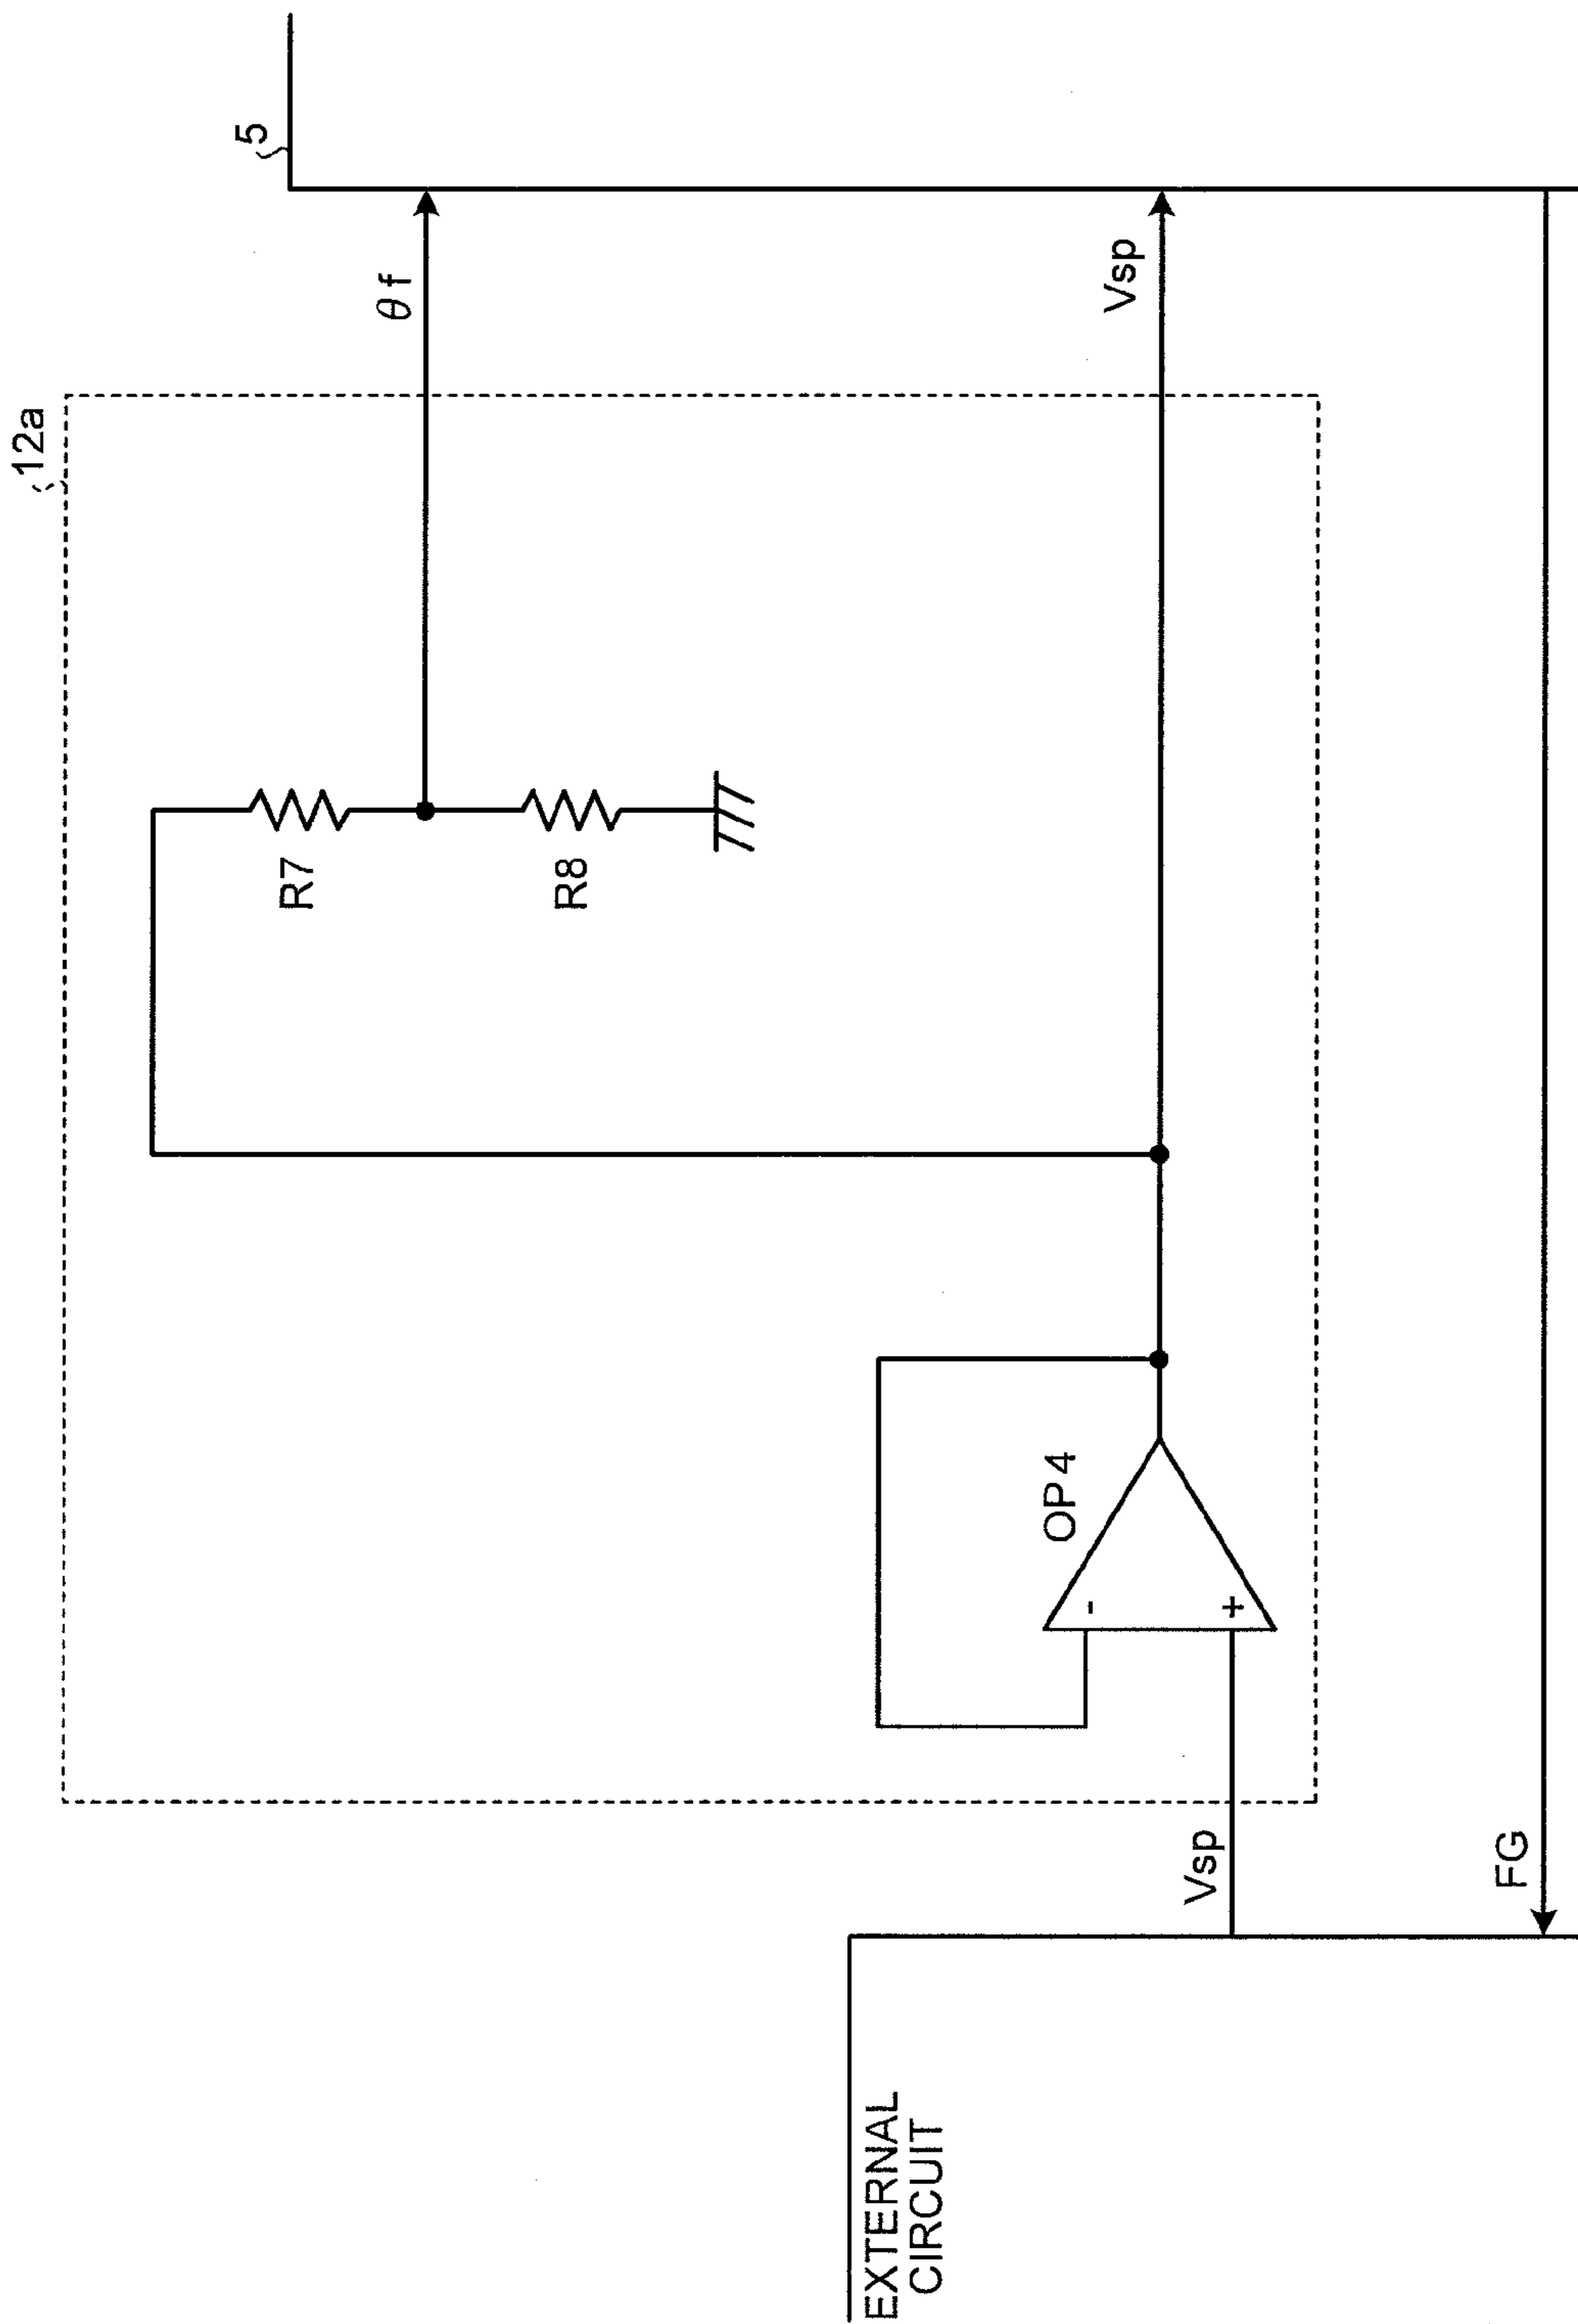 12a
5
θf
R7
R8
Vsp
OP4
-
+
Vsp
FG
EXTERNAL
CIRCUIT